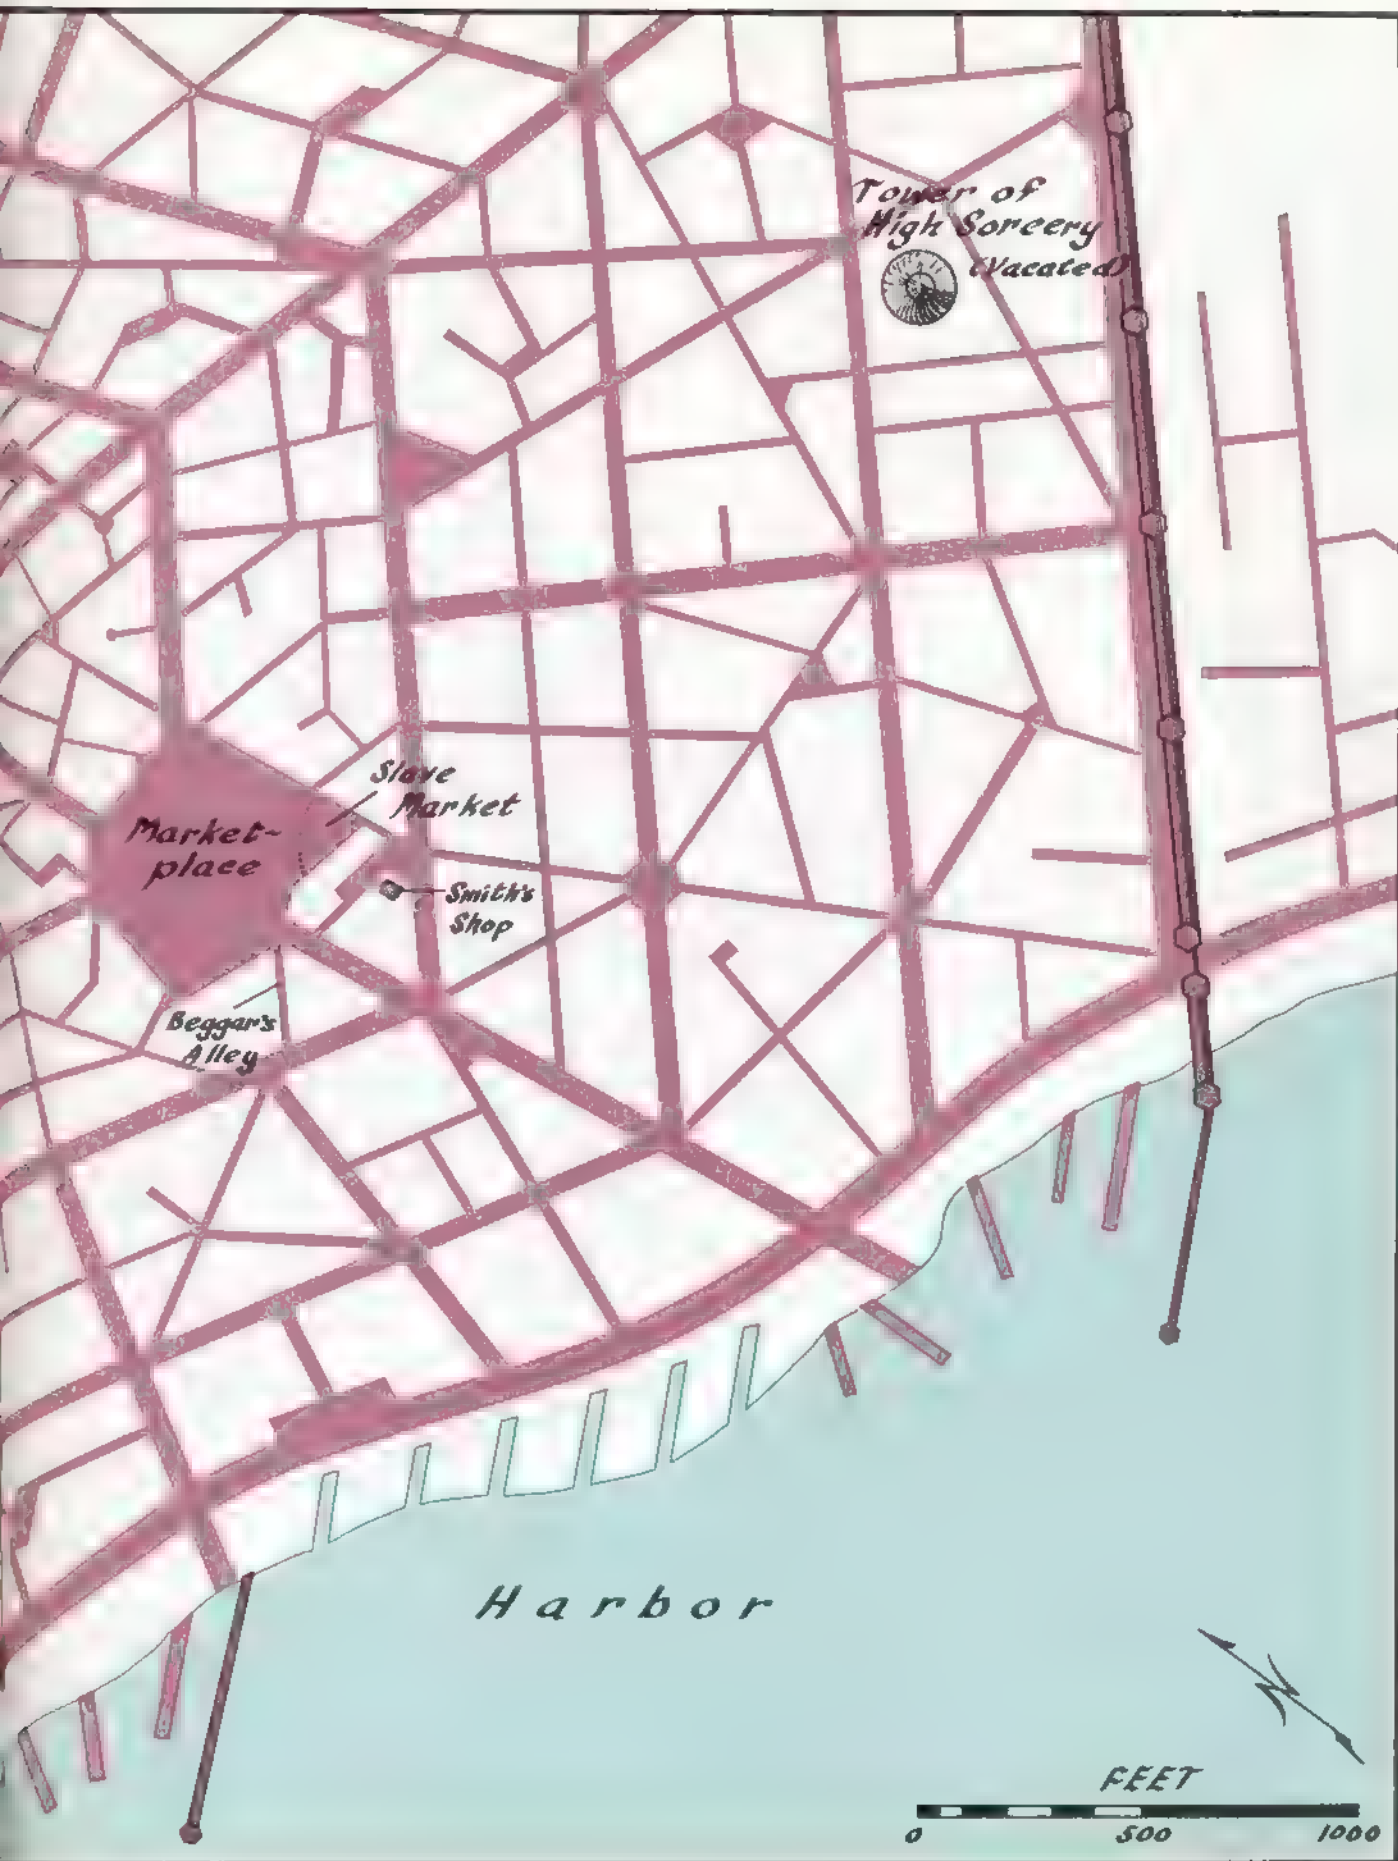 Tower of
High Sorcery
(Vacated)
Slave
Market
Market-
place
Smith's
Shop
Beggar's
Alley
Harbor
N
FEET
0 500 1000